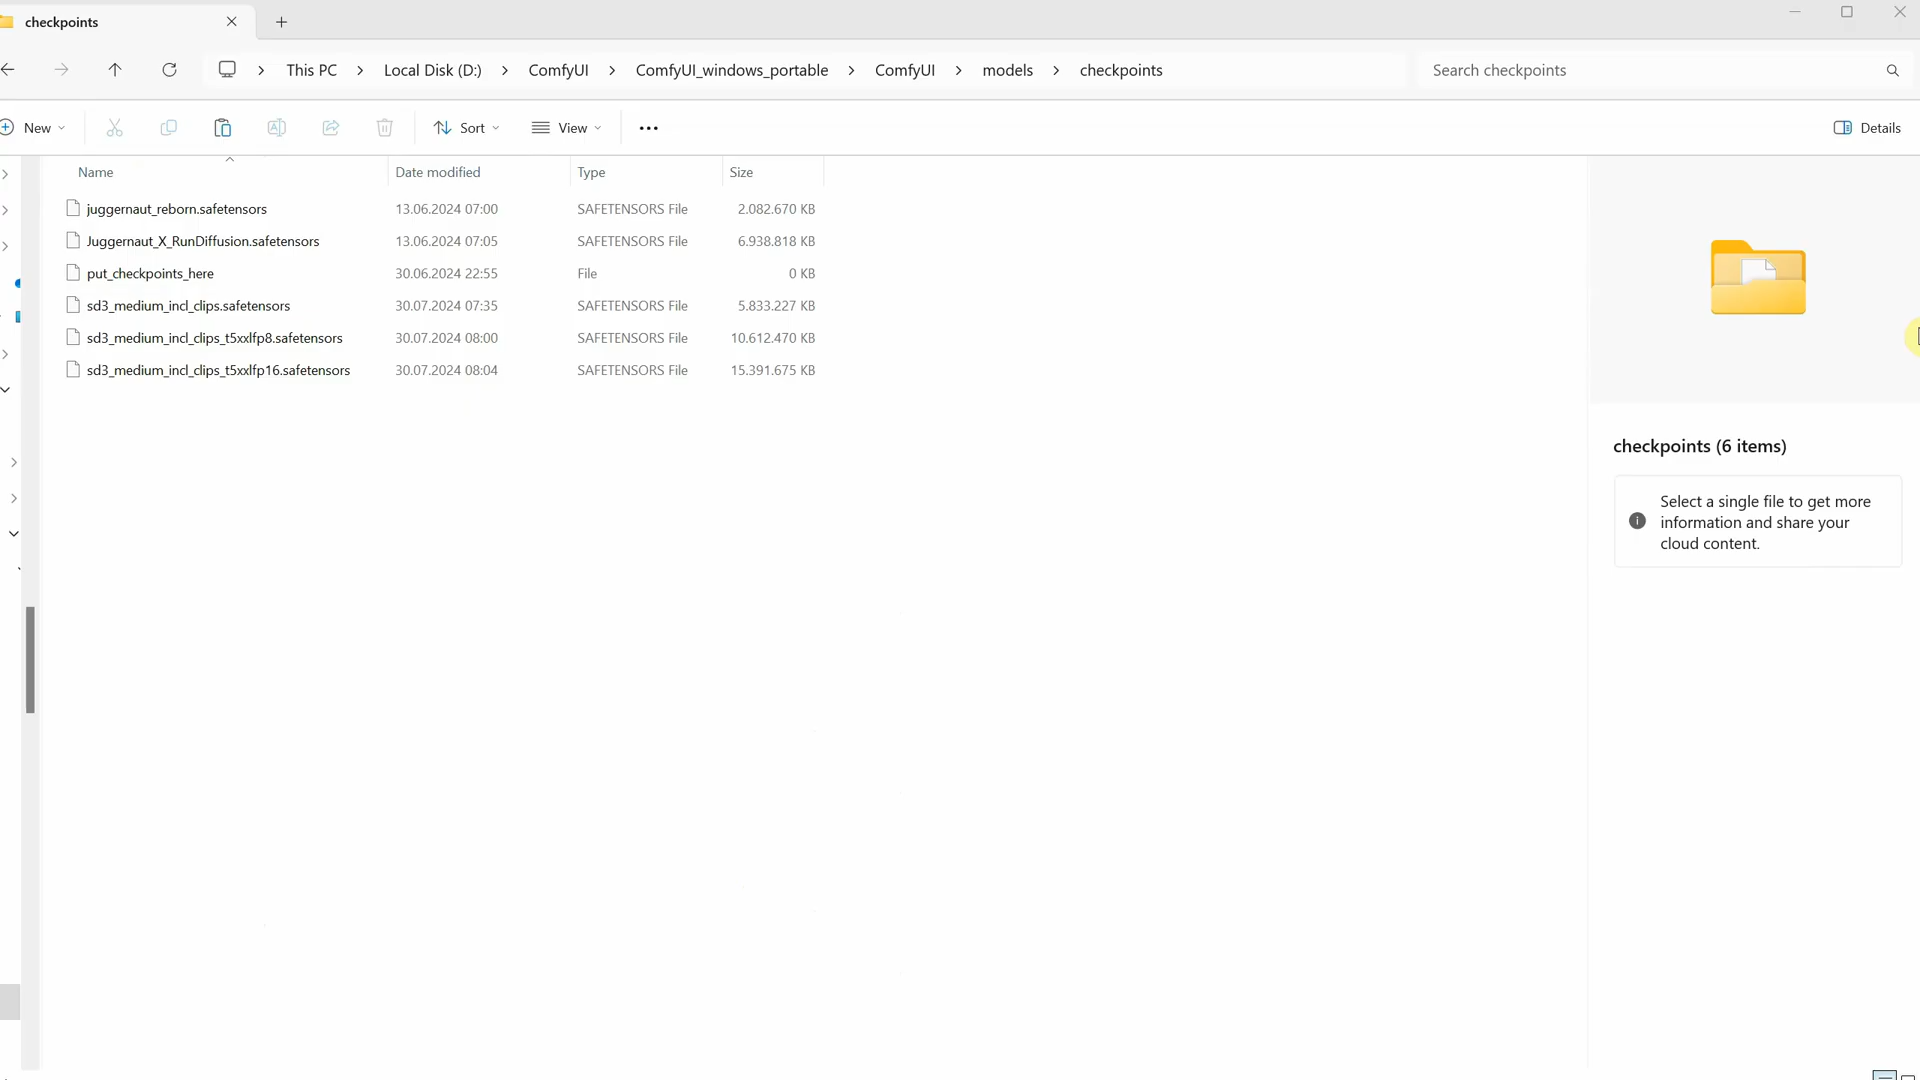 checkpoints
This PC > Local Disk (D:) > ComfyUI > ComfyUI_windows_portable > ComfyUI > models > checkpoints
Search checkpoints
New
Sort
View
Details
Name Date modified Type Size
juggernaut_reborn.safetensors 13.06.2024 07:00 SAFETENSORS File 2.082.670 KB
Juggernaut_X_RunDiffusion.safetensors 13.06.2024 07:05 SAFETENSORS File 6.938.818 KB
put_checkpoints_here 30.06.2024 22:55 File 0 KB
sd3_medium_incl_clips.safetensors 30.07.2024 07:35 SAFETENSORS File 5.833.227 KB
sd3_medium_incl_clips_t5xxlfp8.safetensors 30.07.2024 08:00 SAFETENSORS File 10.612.470 KB
sd3_medium_incl_clips_t5xxlfp16.safetensors 30.07.2024 08:04 SAFETENSORS File 15.391.675 KB
checkpoints (6 items)
Select a single file to get more
information and share your
cloud content.